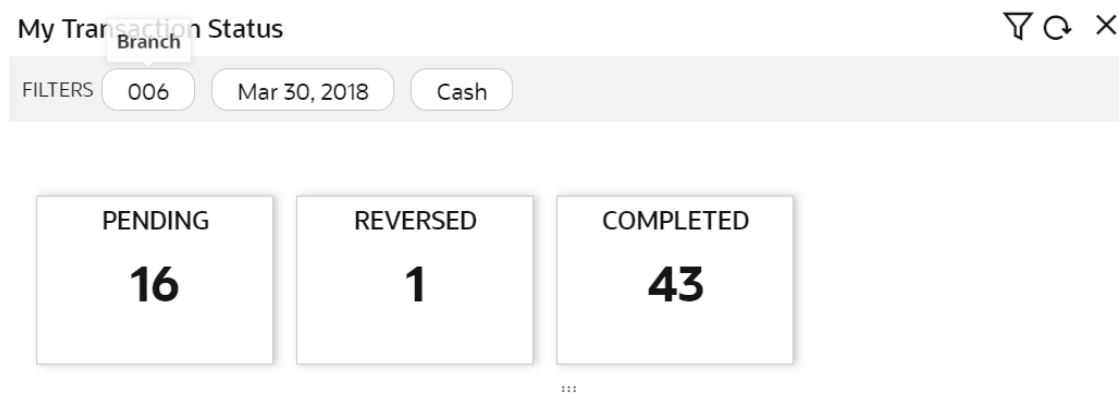 My Transaction Status
Branch
FILTERS 006 Mar 30, 2018 Cash
PENDING REVERSED COMPLETED
16 1 43